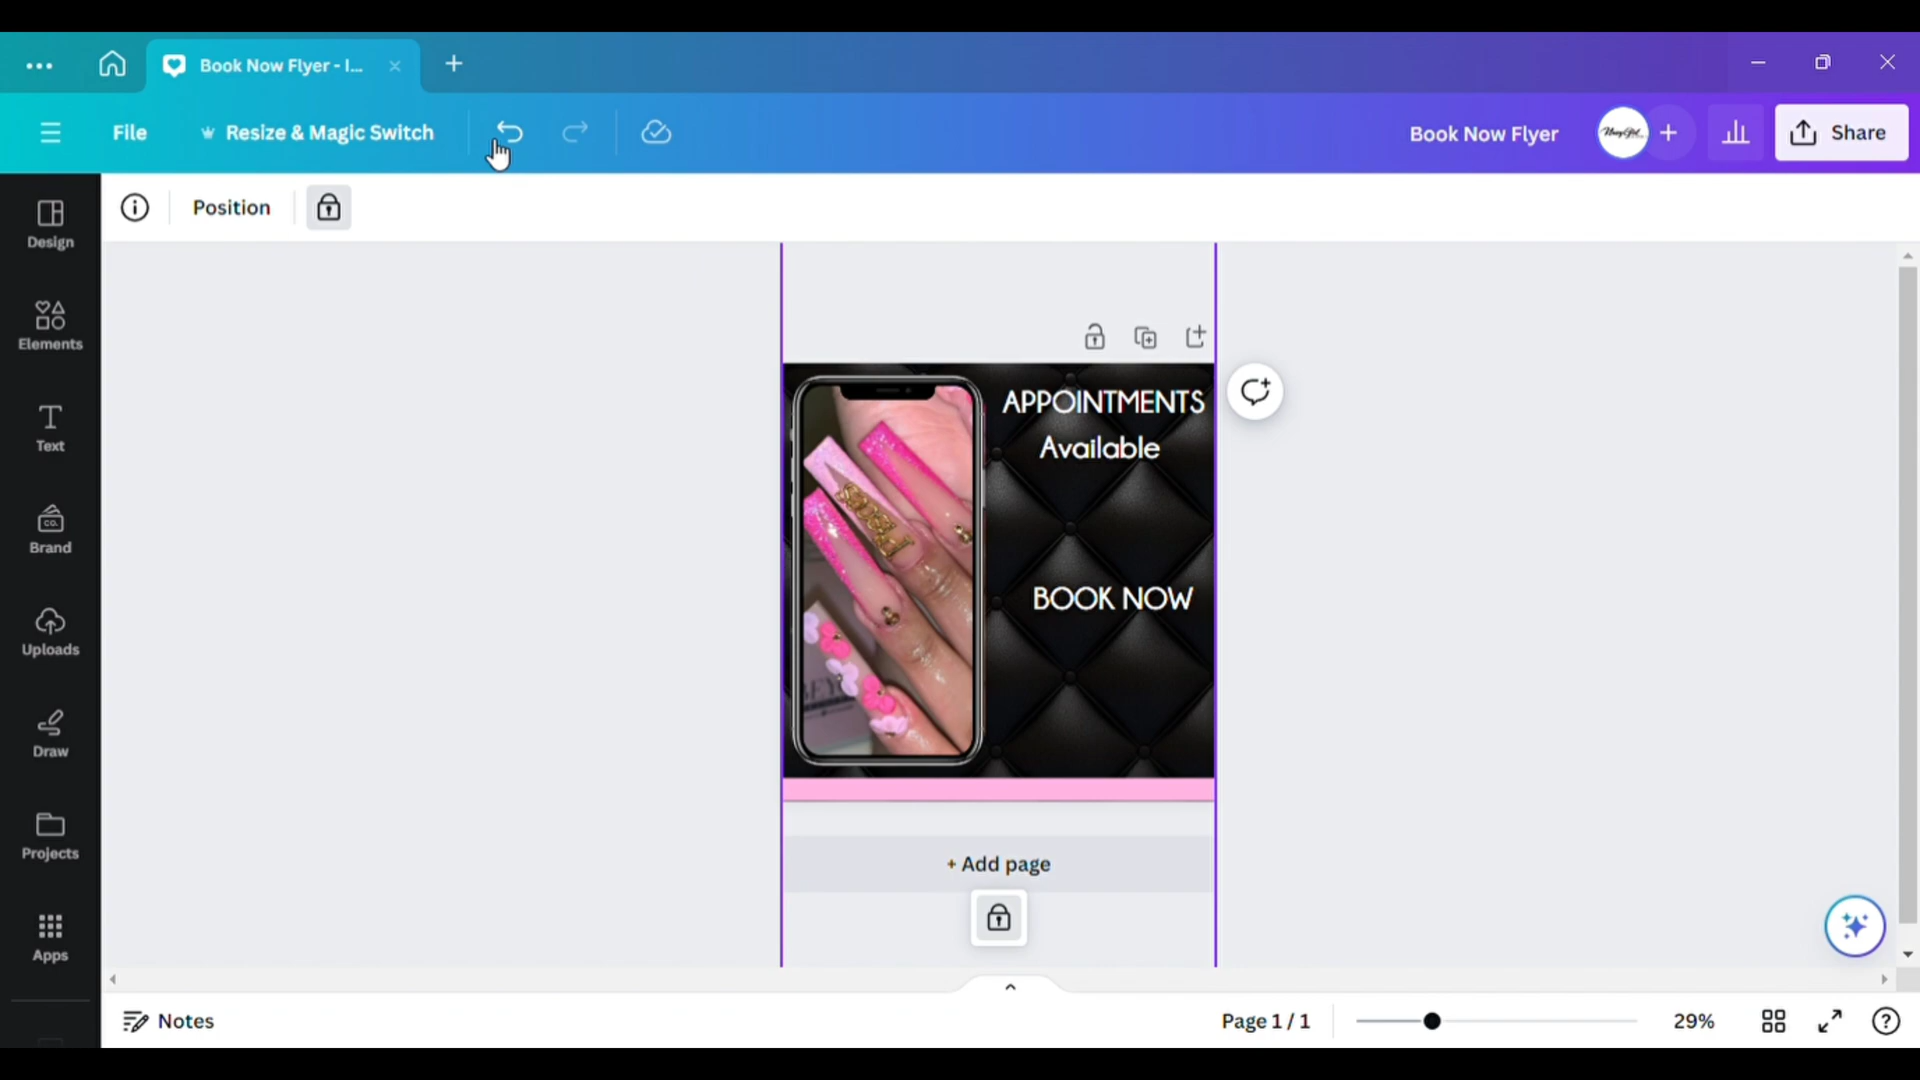 Book Now Flyer - I...
File
Resize & Magic Switch
Book Now Flyer
Share
Position
Design
Elements
Text
CO.
Brand
Uploads
Draw
Projects
Apps
APPOINTMENTS
Available
BOOK NOW
+ Add page
Notes
Page 1 / 1
29%